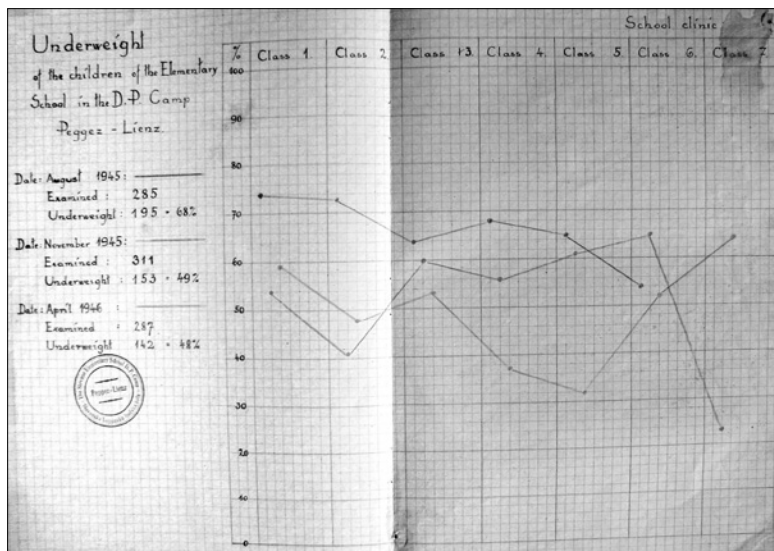 School clinic
Underweight
of the children of the Elementary
School in the D.P. Camp
Peggez - Lienz.
% Class 1. Class 2 Class 3. Class 4. Class 5. Class 6. Class 7.
100
90
80
70
60
50
40
30
20
10
0
Date: August 1945:
Examined : 285
Underweight : 195 = 68%
Date: November 1945:
Examined : 311
Underweight : 153 = 49%
Date: April 1946 :
Examined : 287
Underweight 142 = 48%
Peggez-Lienz